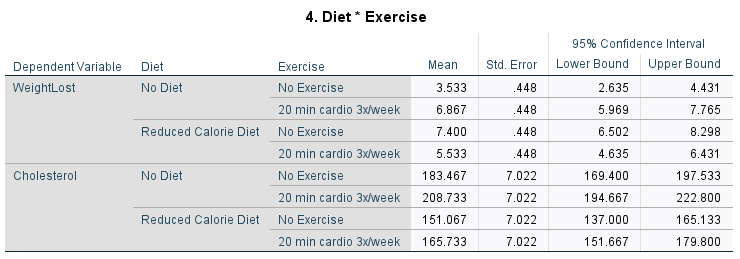 4. Diet * Exercise
95% Confidence Interval
Dependent Variable Diet Exercise Mean Std. Error Lower Bound Upper Bound
WeightLost No Diet No Exercise 3.533 .448 2.635 4.431
20 min cardio 3x/week 6.867 .448 5.969 7.765
Reduced Calorie Diet No Exercise 7.400 .448 6.502 8.298
20 min cardio 3x/week 5.533 .448 4.635 6.431
Cholesterol No Diet No Exercise 183.467 7.022 169.400 197.533
20 min cardio 3x/week 208.733 7.022 194.667 222.800
Reduced Calorie Diet No Exercise 151.067 7.022 137.000 165.133
20 min cardio 3x/week 165.733 7.022 151.667 179.800